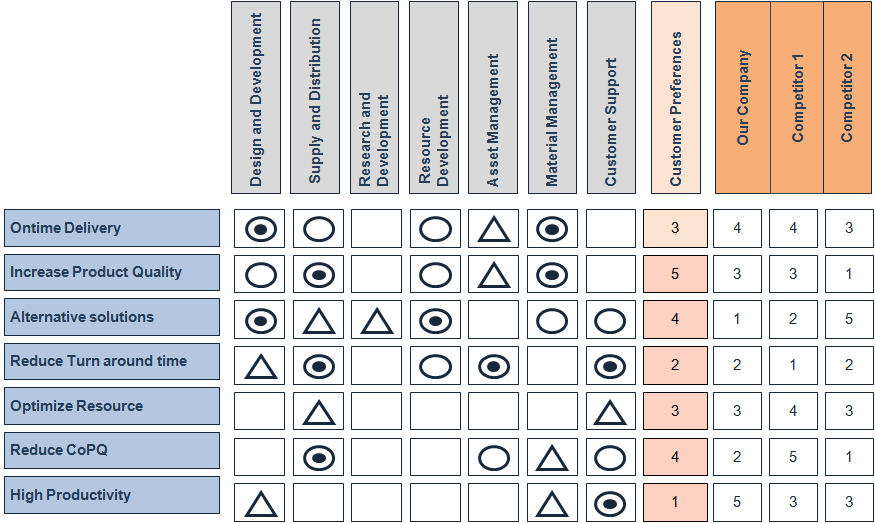 Design and Development
Supply and Distribution
Research and
Development
Resource
Development
Asset Management
Material Management
Customer Support
Customer Preferences
Our Company
Competitor 1
Competitor 2
Ontime Delivery 3 4 4 3
Increase Product Quality 5 3 3 1
Alternative solutions 4 1 2 5
Reduce Turn around time 2 2 1 2
Optimize Resource 3 3 4 3
Reduce CoPQ 4 2 5 1
High Productivity 1 5 3 3